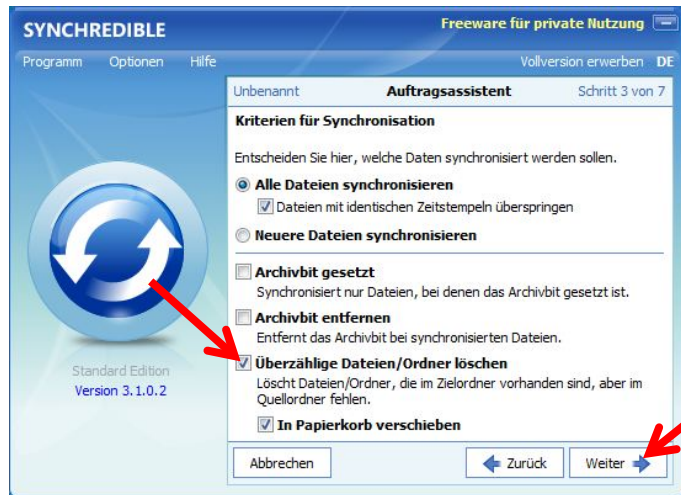 SYNCHREDIBLE
Freeware für private Nutzung
Programm Optionen Hilfe
Vollversion erwerben DE
Unbenannt Auftragsassistent Schritt 3 von 7
Kriterien für Synchronisation
Entscheiden Sie hier, welche Daten synchronisiert werden sollen.
Alle Dateien synchronisieren
Dateien mit identischen Zeitstempeln überspringen
Neuere Dateien synchronisieren
Archivbit gesetzt
Synchronisiert nur Dateien, bei denen das Archivbit gesetzt ist.
Archivbit entfernen
Entfernt das Archivbit bei synchronisierten Dateien.
Überzählige Dateien/Ordner löschen
Löscht Dateien/Ordner, die im Zielordner vorhanden sind, aber im
Quellordner fehlen.
In Papierkorb verschieben
Standard Edition
Version 3.1.0.2
Abbrechen Zurück Weiter